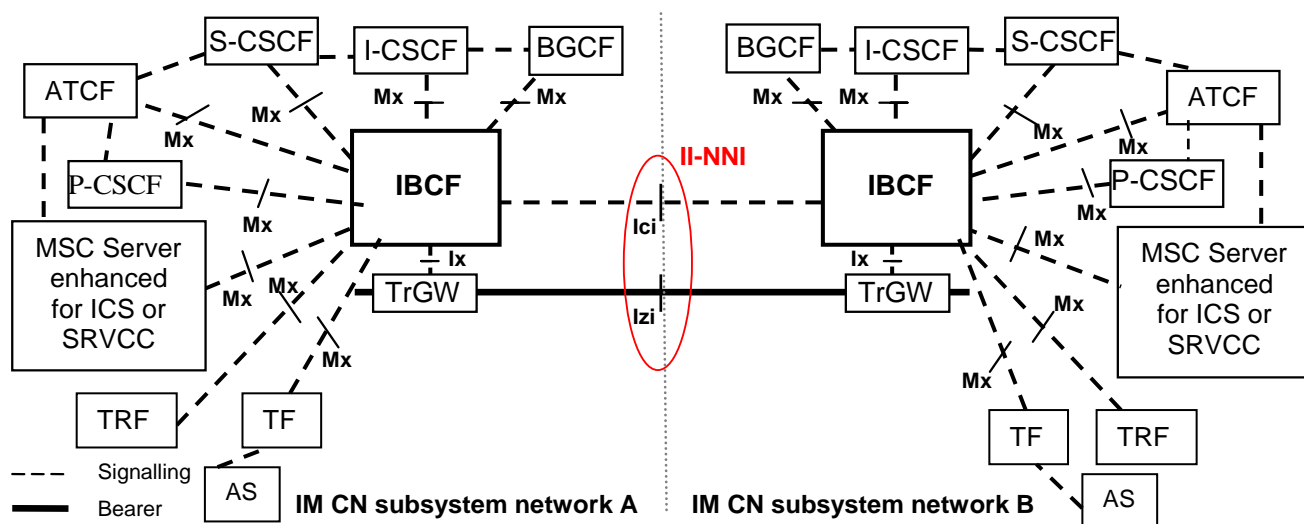 S-CSCF
I-CSCF
BGCF
BGCF
I-CSCF
S-CSCF
ATCF
Mx
Mx
Mx
Mx
Mx
Mx
Mx
Mx
ATCF
Mx
II-NNI
P-CSCF
IBCF
IBCF
P-CSCF
Mx
Ici
Mx
MSC Server
enhanced
for ICS or
SRVCC
Mx
Mx
Ix
Ix
Mx
MSC Server
enhanced
for ICS or
SRVCC
TrGW
Izi
TrGW
Mx
Mx
Mx
TRF
TF
TF
TRF
Signalling
AS
AS
Bearer
IM CN subsystem network A
IM CN subsystem network B